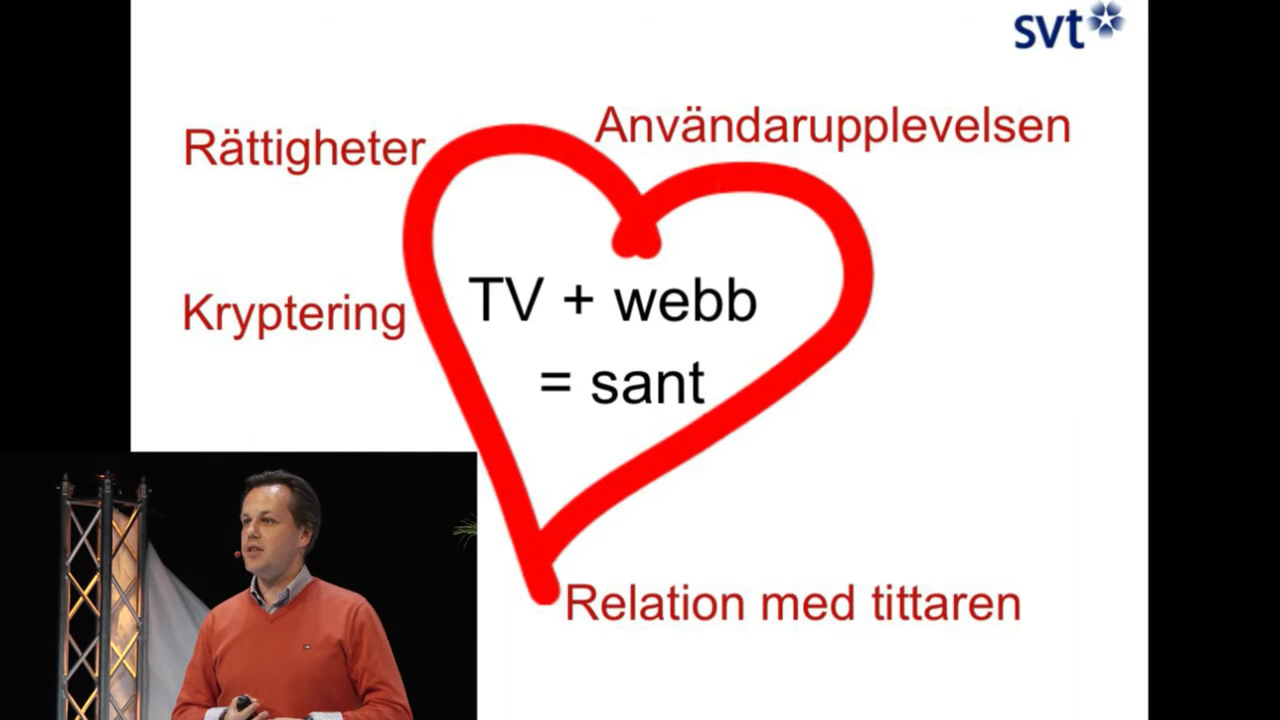 svt
Användarupplevelsen
Rättigheter
TV + webb
Kryptering
= sant
Relation med tittaren